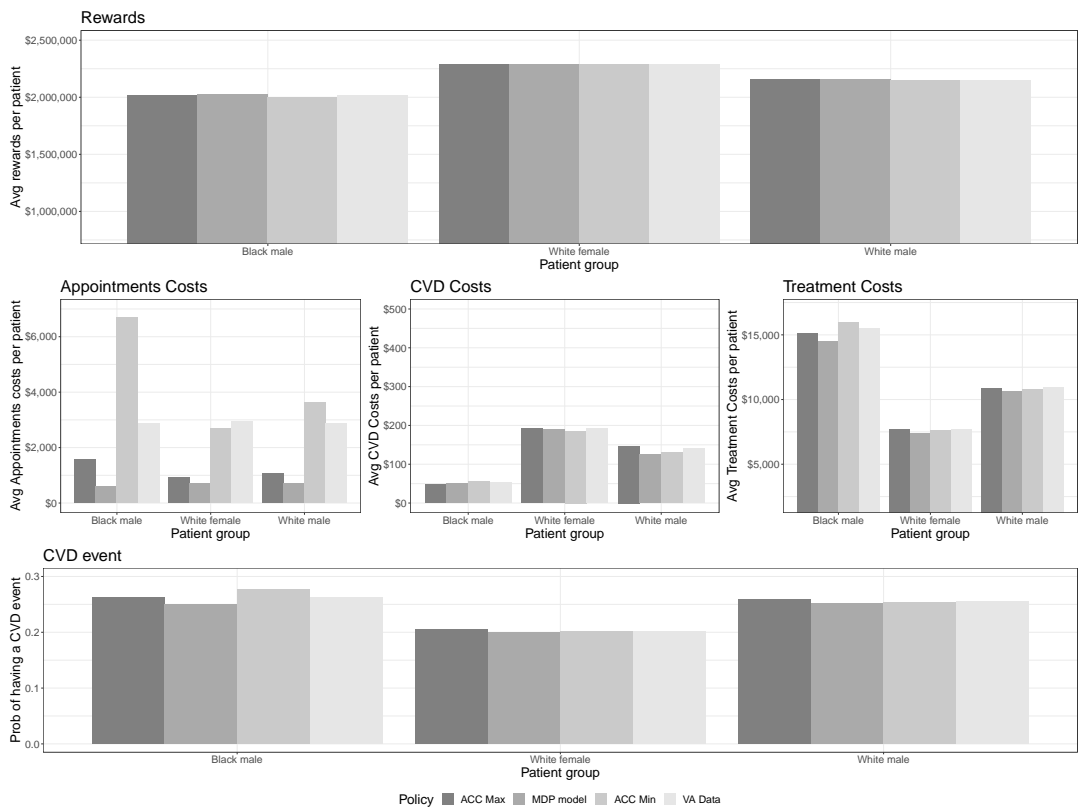 Rewards
Avg rewards per patient
$2,500,000
$2,000,000
$1,500,000
$1,000,000
Black male White female White male
Patient group
Appointments Costs
Avg Appointments costs per patient
$6,000
$4,000
$2,000
$0
Black male White female White male
Patient group
CVD Costs
Avg CVD Costs per patient
$500
$400
$300
$200
$100
$0
Black male White female White male
Patient group
Treatment Costs
Avg Treatment Costs per patient
$15,000
$10,000
$5,000
Black male White female White male
Patient group
CVD event
Prob of having a CVD event
0.3
0.2
0.1
0.0
Black male White female White male
Patient group
Policy ACC Max MDP model ACC Min VA Data